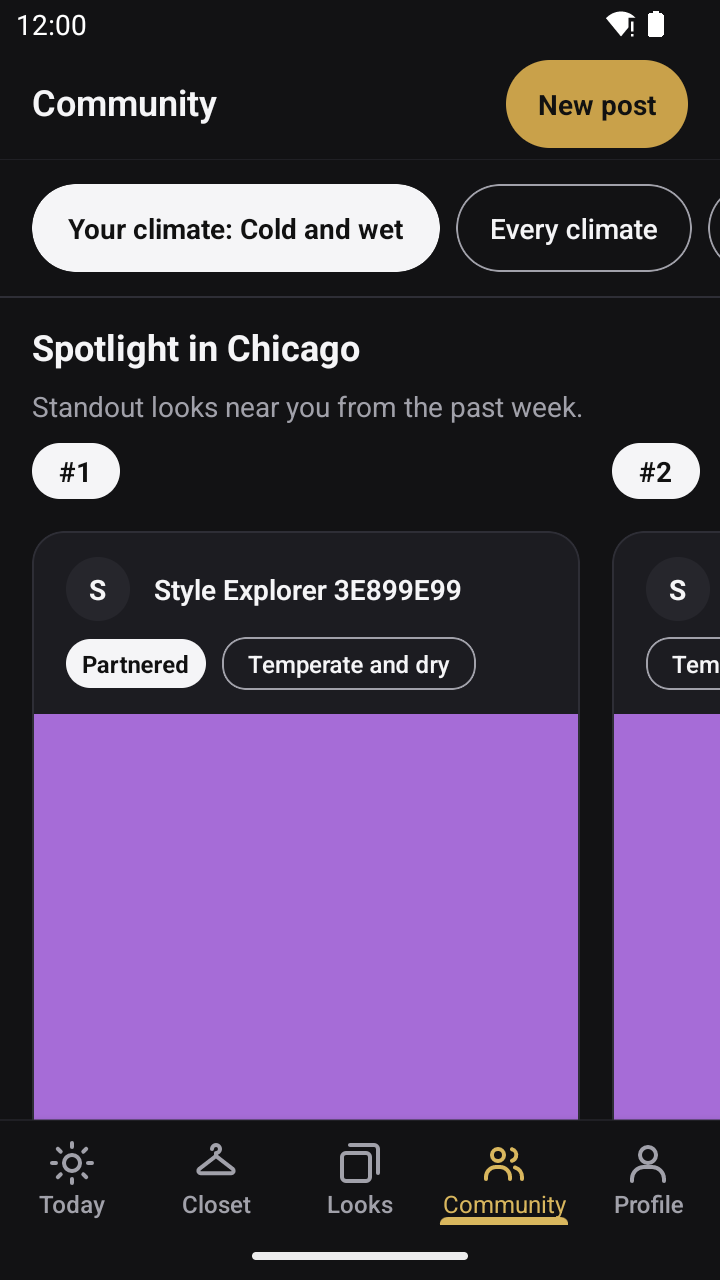 12:00
Community
New post
Your climate: Cold and wet
Every climate
Spotlight in Chicago
Standout looks near you from the past week.
#1
#2
S
Style Explorer 3E899E99
S
Partnered
Temperate and dry
Tem
Today
Closet
Looks
Community
Profile